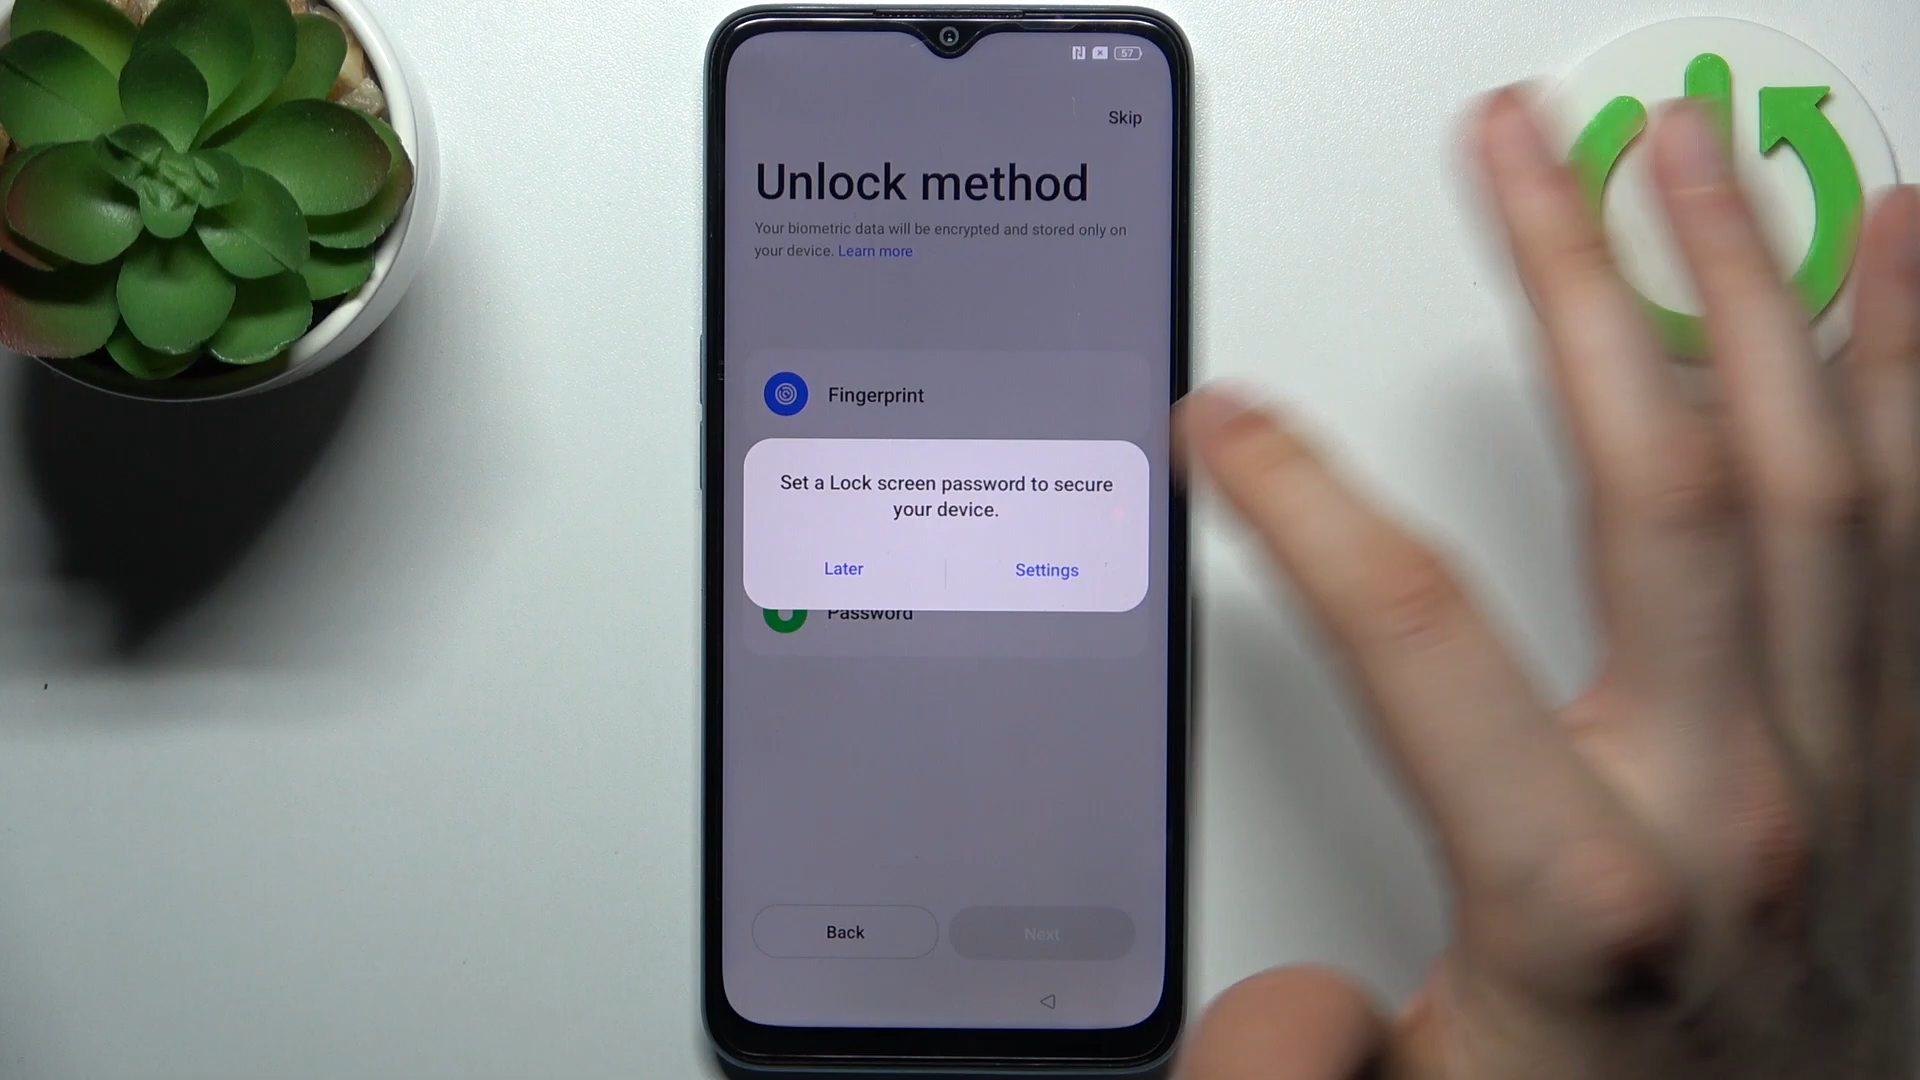 57
Skip
Unlock method
Your biometric data will be encrypted and stored only on
your device. Learn more
Fingerprint
Set a Lock screen password to secure
your device.
Later
Settings
Password
Back
Next